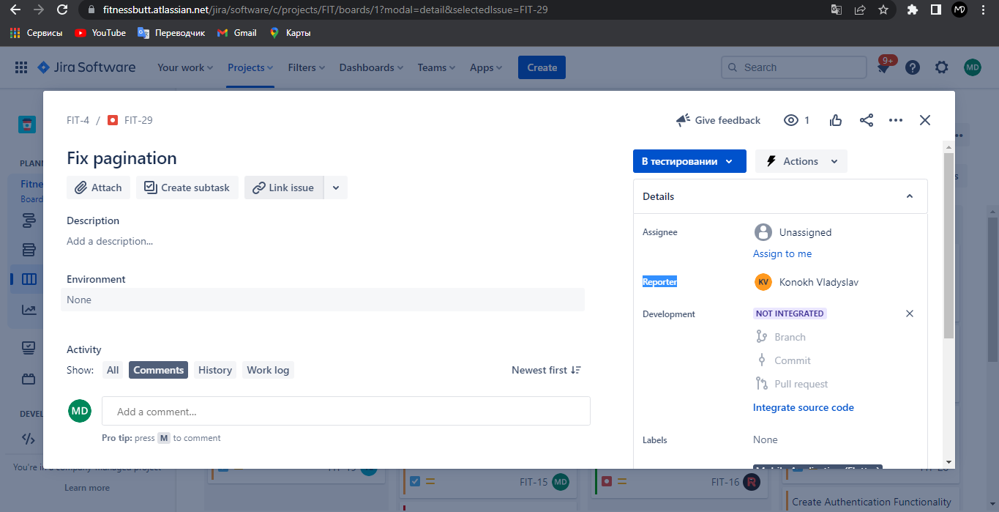 fitnessbutt.atlassian.net/jira/software/c/projects/FIT/boards/1?modal=detail&selectedIssue=FIT-29
MD
Сервисы YouTube Переводчик Gmail Карты
Jira Software Your work Projects Filters Dashboards Teams Apps Create Search 9+ MD
FIT-4 / FIT-29 Give feedback 1
Fix pagination
В тестировании Actions
Attach Create subtask Link issue
PLANN
Fitne
Board
Details
Description
Add a description...
Assignee Unassigned
Assign to me
Environment
None
Reporter KV Konokh Vladyslav
Development NOT INTEGRATED
Branch
Commit
Pull request
Integrate source code
Activity
Show: All Comments History Work log Newest first
MD Add a comment...
Pro tip: press M to comment
DEVEL
Labels None
Mobile Application (Flutter)
You're in a company-managed project
Learn more
FIT-15 MD
FIT-16
Create Authentication Functionality